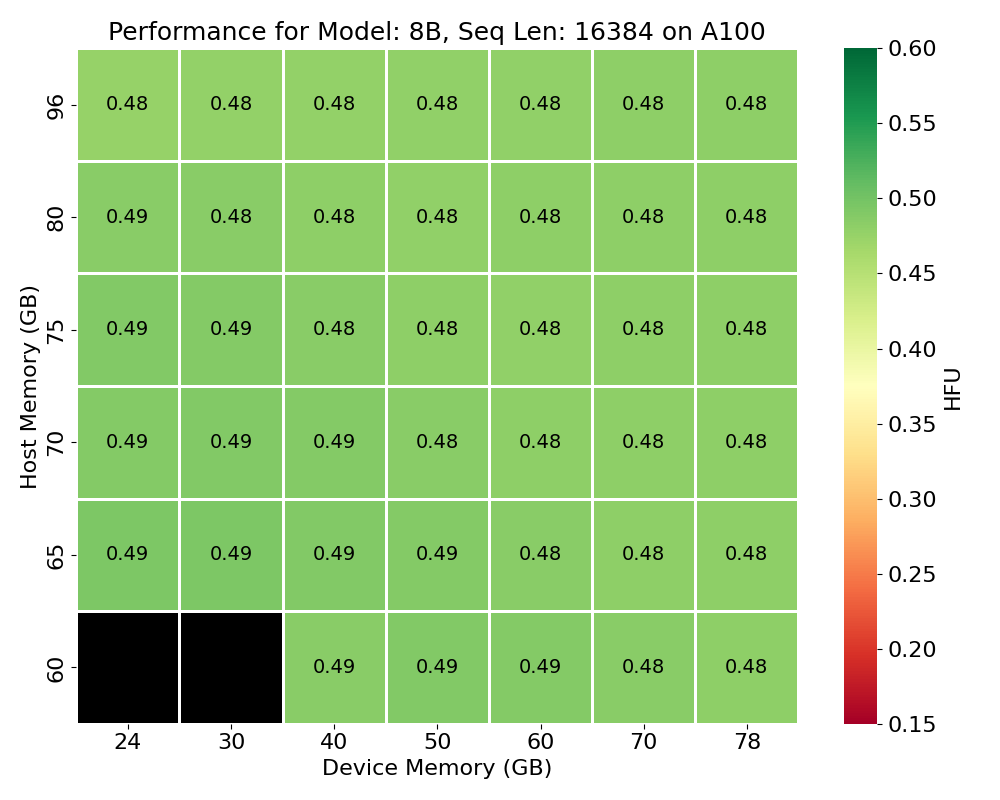 Performance for Model: 8B, Seq Len: 16384 on A100
Host Memory (GB)
96 0.48 0.48 0.48 0.48 0.48 0.48 0.48
80 0.49 0.48 0.48 0.48 0.48 0.48 0.48
75 0.49 0.49 0.48 0.48 0.48 0.48 0.48
70 0.49 0.49 0.49 0.48 0.48 0.48 0.48
65 0.49 0.49 0.49 0.49 0.48 0.48 0.48
60 0.49 0.49 0.49 0.48 0.48
24 30 40 50 60 70 78
Device Memory (GB)
0.60
0.55
0.50
0.45
0.40
0.35
0.30
0.25
0.20
0.15
HFU